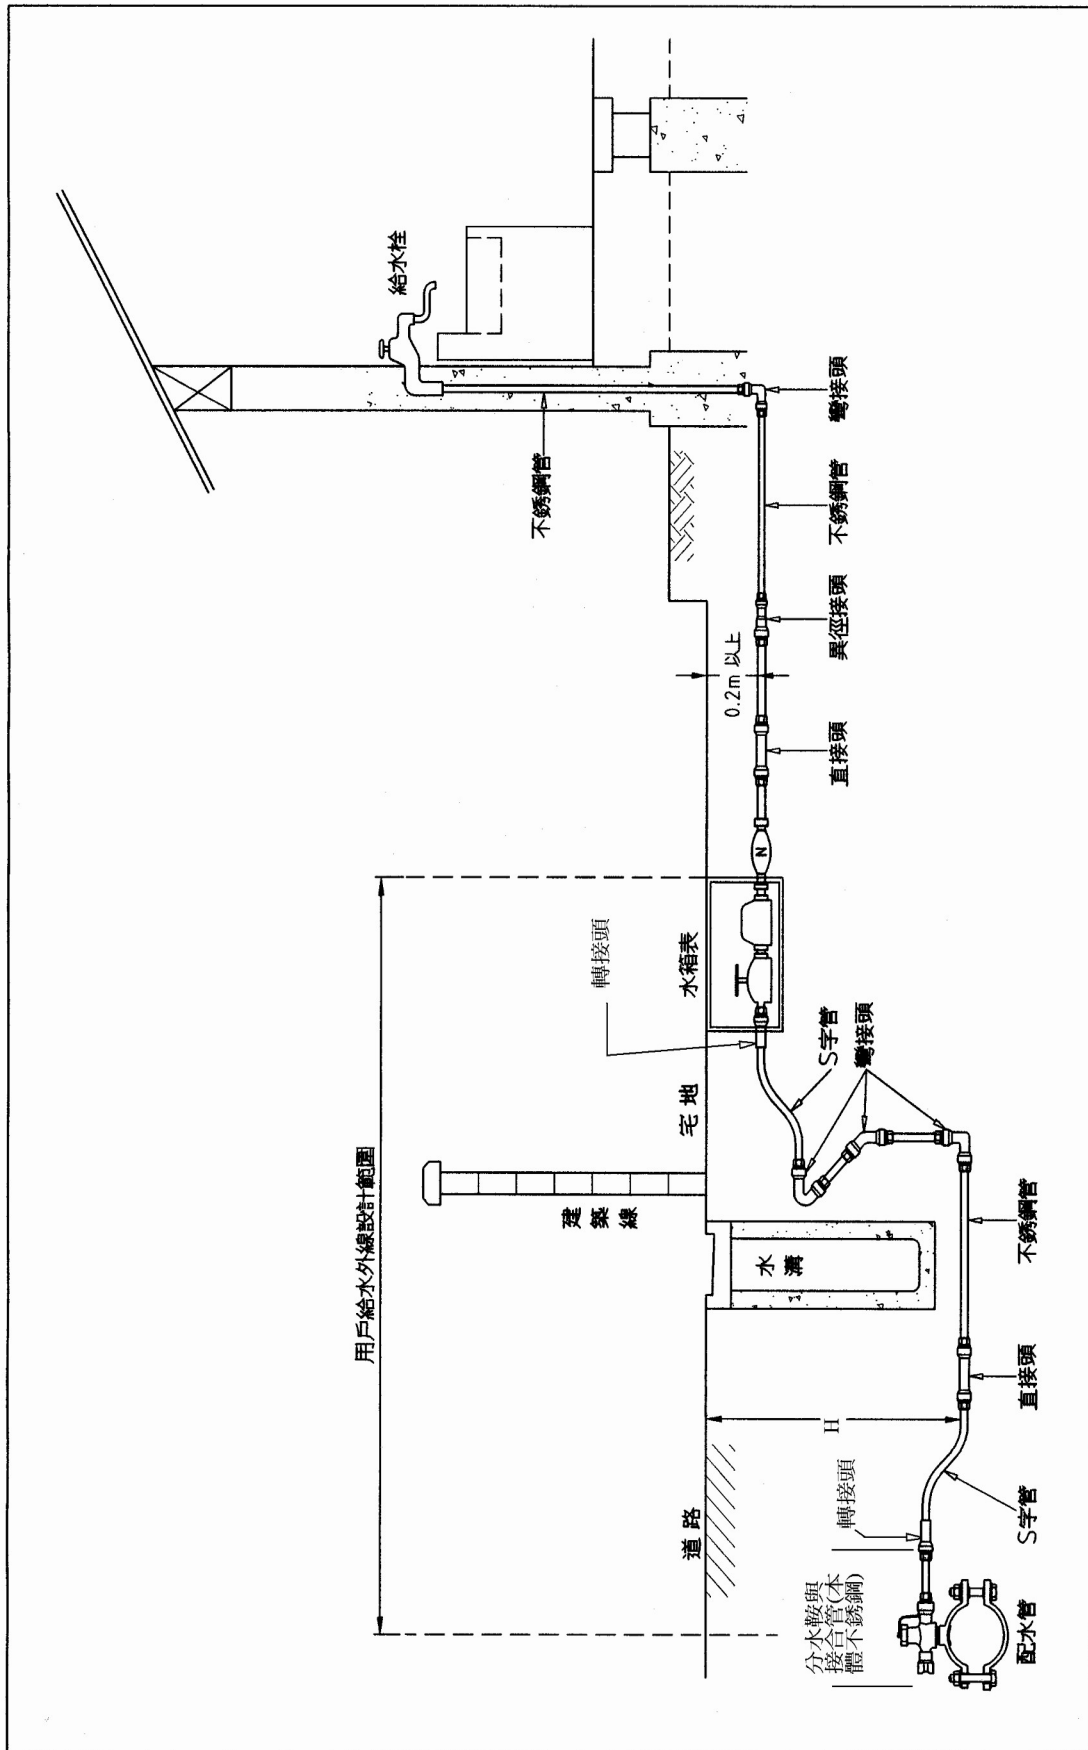 用戶給水外線設計範圍
給水栓
不銹鋼管
轉接頭
道路
建築線
宅地
水箱表
0.2m 以上
水溝
H
S字管
彎接頭
分水鞍與
接合管(本
體不銹鋼)
轉接頭
N
直接頭
異徑接頭
不銹鋼管
彎接頭
配水管
S字管
直接頭
不銹鋼管